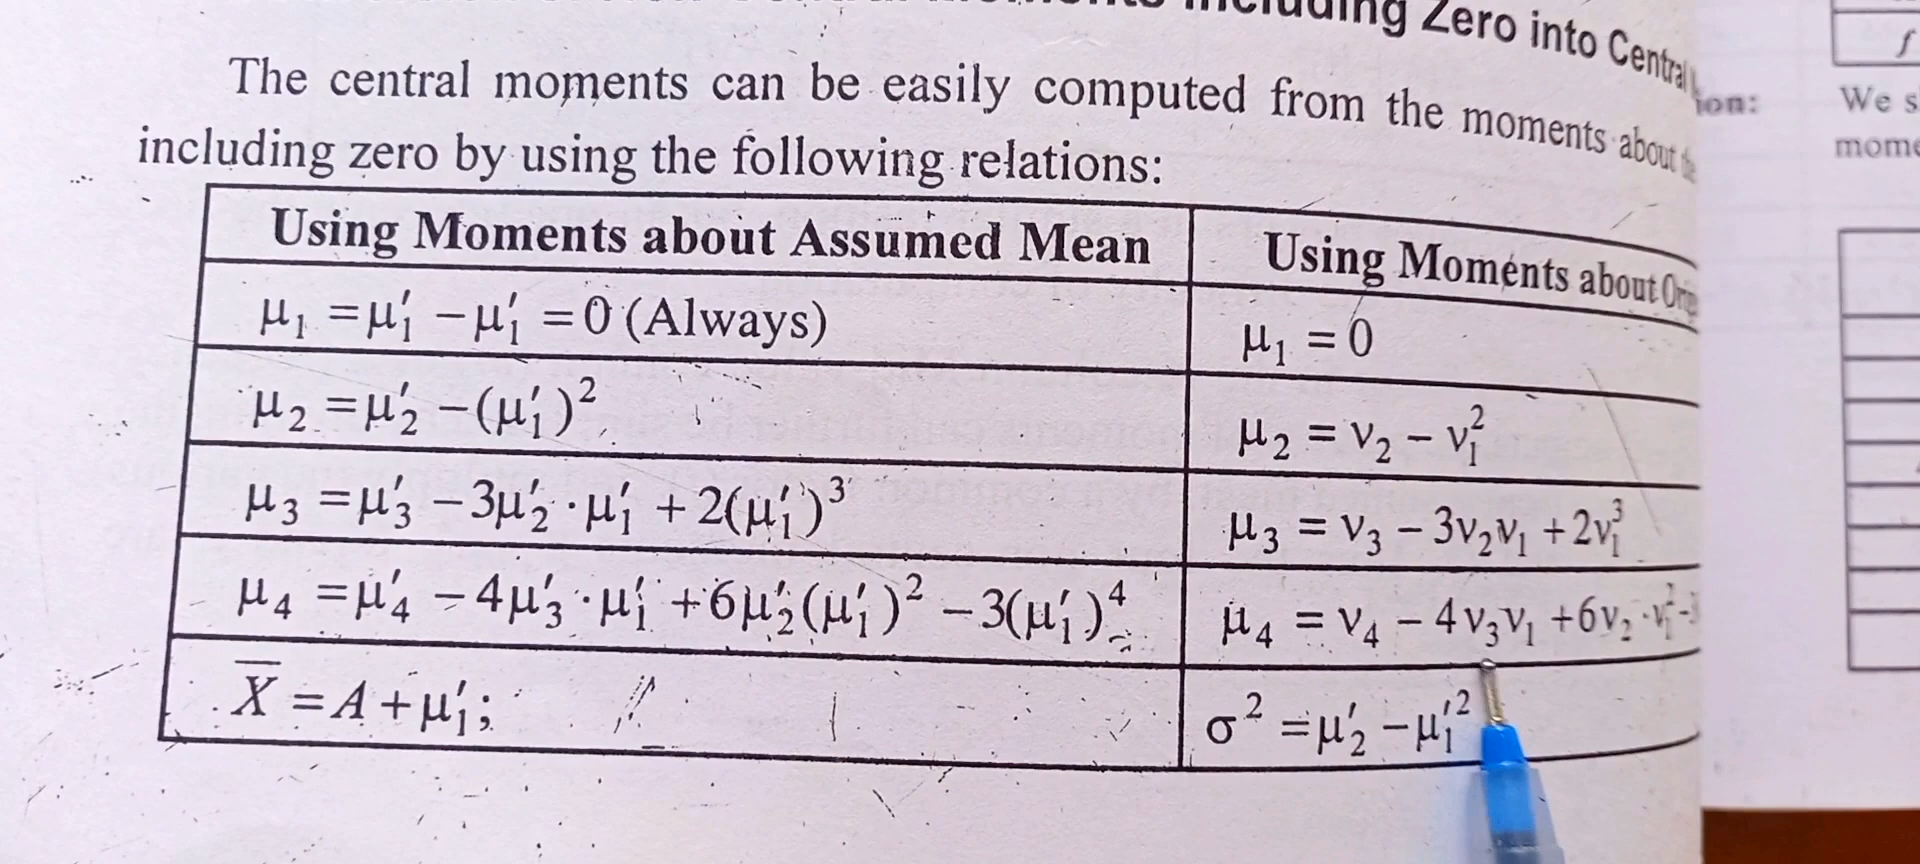 Including Zero into Central
The central moments can be easily computed from the moments about
including zero by using the following relations:
Using Moments about Assumed Mean Using Moments about
μ₁ = μ′₁ − μ′₁ = 0 (Always) μ₁ = 0
μ₂ = μ′₂ − (μ′₁)² μ₂ = ν₂ − ν₁²
μ₃ = μ′₃ − 3μ′₂ · μ′₁ + 2(μ′₁)³ μ₃ = ν₃ − 3ν₂ν₁ + 2ν₁³
μ₄ = μ′₄ − 4μ′₃ · μ′₁ + 6μ′₂(μ′₁)² − 3(μ′₁)⁴ μ₄ = ν₄ − 4ν₃ν₁ + 6ν₂ · ν₁² −
X̄ = A + μ′₁; σ² = μ′₂ − μ′₁²
ion:
f
We